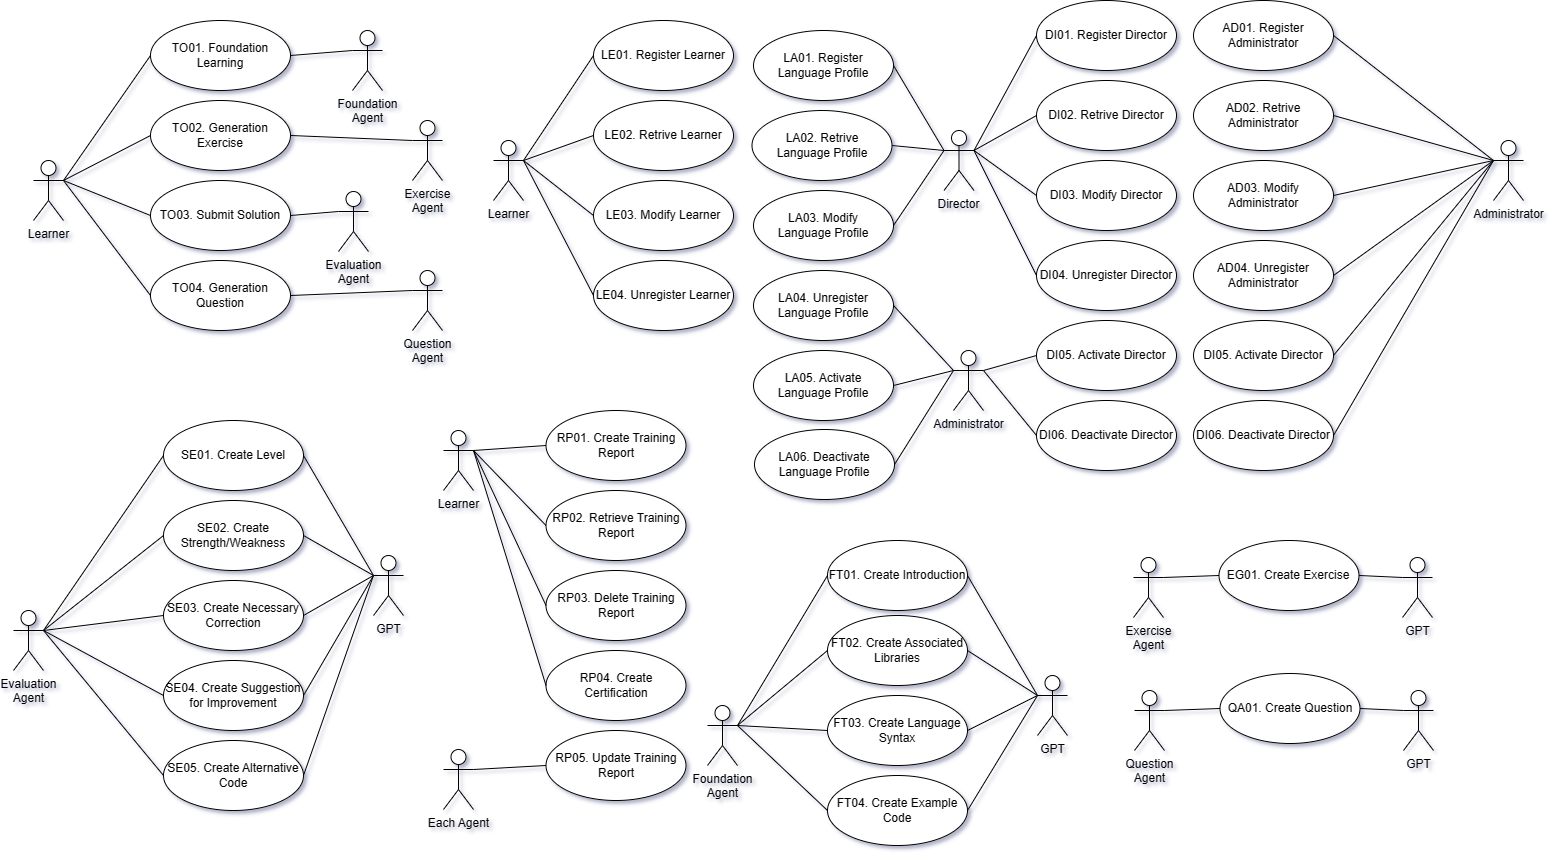 TO01. Foundation
Learning
Foundation
Agent
TO02. Generation
Exercise
Exercise
Agent
Learner
TO03. Submit Solution
Evaluation
Agent
TO04. Generation
Question
Question
Agent
LE01. Register Learner
LE02. Retrive Learner
Learner
LE03. Modify Learner
LE04. Unregister Learner
LA01. Register
Language Profile
LA02. Retrive
Language Profile
LA03. Modify
Language Profile
Director
LA04. Unregister
Language Profile
LA05. Activate
Language Profile
LA06. Deactivate
Language Profile
Administrator
DI01. Register Director
DI02. Retrive Director
DI03. Modify Director
DI04. Unregister Director
DI05. Activate Director
DI06. Deactivate Director
AD01. Register
Administrator
AD02. Retrive
Administrator
AD03. Modify
Administrator
AD04. Unregister
Administrator
DI05. Activate Director
DI06. Deactivate Director
Administrator
SE01. Create Level
SE02. Create
Strength/Weakness
SE03. Create Necessary
Correction
SE04. Create Suggestion
for Improvement
SE05. Create Alternative
Code
Evaluation
Agent
GPT
Learner
RP01. Create Training
Report
RP02. Retrieve Training
Report
RP03. Delete Training
Report
RP04. Create
Certification
RP05. Update Training
Report
Each Agent
FT01. Create Introduction
FT02. Create Associated
Libraries
FT03. Create Language
Syntax
FT04. Create Example
Code
Foundation
Agent
GPT
Exercise
Agent
EG01. Create Exercise
GPT
Question
Agent
QA01. Create Question
GPT